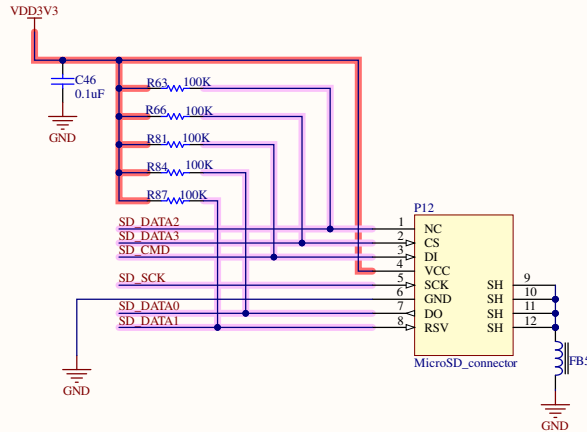 VDD3V3
C46
0.1uF
GND
R63 100K
R66 100K
R81 100K
R84 100K
R87 100K
P12
SD_DATA2 1 NC
SD_DATA3 2 CS
SD_CMD 3 DI
4 VCC
SD_SCK 5 SCK SH 9
6 GND SH 10
SD_DATA0 7 DO SH 11
SD_DATA1 8 RSV SH 12
MicroSD_connector
FB5
GND
GND